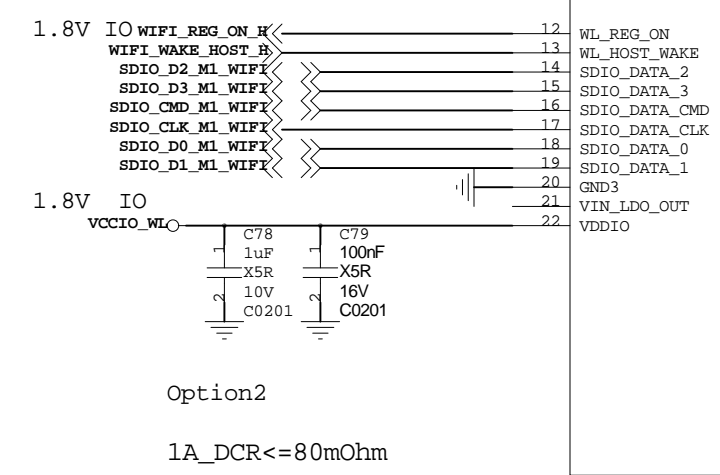 1.8V IO WIFI_REG_ON_H 12 WL_REG_ON
WIFI_WAKE_HOST_H 13 WL_HOST_WAKE
SDIO_D2_M1_WIFI 14 SDIO_DATA_2
SDIO_D3_M1_WIFI 15 SDIO_DATA_3
SDIO_CMD_M1_WIFI 16 SDIO_DATA_CMD
SDIO_CLK_M1_WIFI 17 SDIO_DATA_CLK
SDIO_D0_M1_WIFI 18 SDIO_DATA_0
SDIO_D1_M1_WIFI 19 SDIO_DATA_1
20 GND3
1.8V IO 21 VIN_LDO_OUT
VCCIO_WL 22 VDDIO
C78 C79
1 1uF 1 100nF
X5R X5R
2 10V 2 16V
C0201 C0201
Option2
1A_DCR<=80mOhm